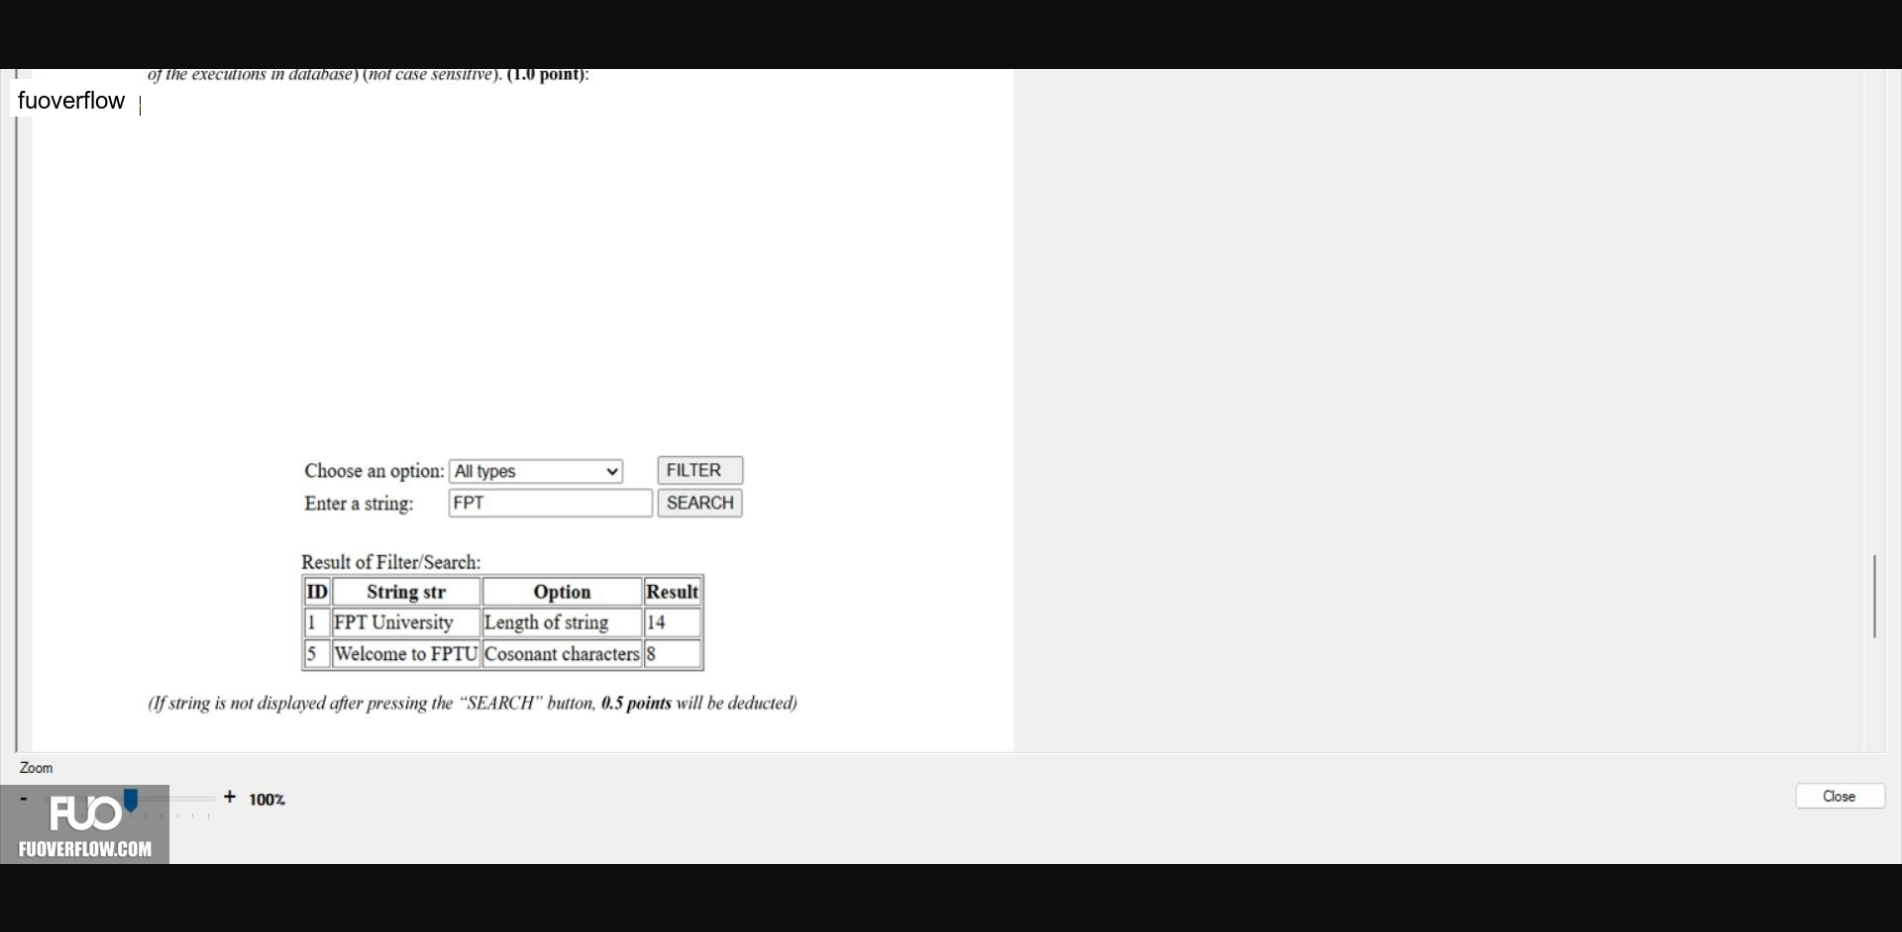 of the executions in database) (not case sensitive). (1.0 point):
fuoverflow
Choose an option: All types FILTER
Enter a string: FPT SEARCH
Result of Filter/Search:
ID String str Option Result
1 FPT University Length of string 14
5 Welcome to FPTU Cosonant characters 8
(If string is not displayed after pressing the “SEARCH” button, 0.5 points will be deducted)
Zoom
- + 100%
Close
FUO
FUOVERFLOW.COM